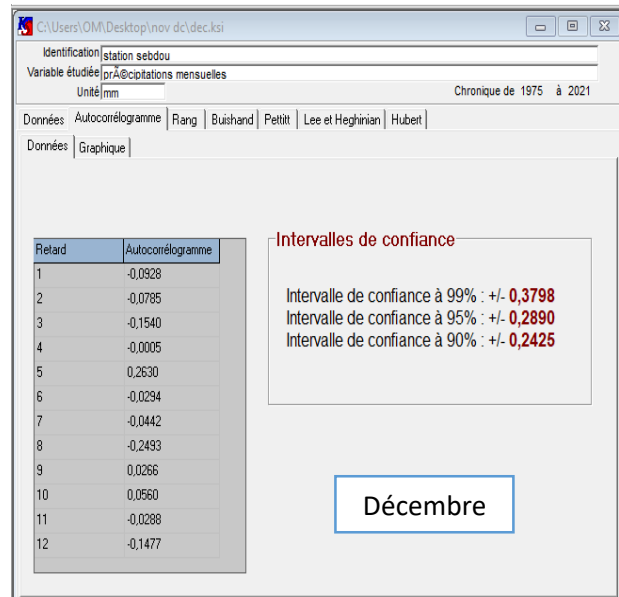 C:\Users\OM\Desktop\nov dc\dec.ksi
Identification station sebdou
Variable étudiée prÃ©cipitations mensuelles
Unité mm Chronique de 1975 à 2021
Données Autocorrélogramme Rang Buishand Pettitt Lee et Heghinian Hubert
Données Graphique
Retard Autocorrélogramme
1 -0,0928
2 -0,0785
3 -0,1540
4 -0,0005
5 0,2630
6 -0,0294
7 -0,0442
8 -0,2493
9 0,0266
10 0,0560
11 -0,0288
12 -0,1477
Intervalles de confiance
Intervalle de confiance à 99% : +/- 0,3798
Intervalle de confiance à 95% : +/- 0,2890
Intervalle de confiance à 90% : +/- 0,2425
Décembre